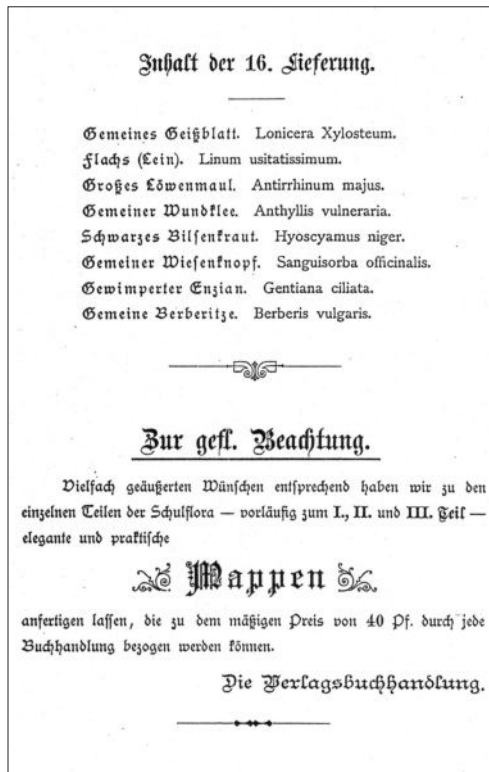 Inhalt der 16. Lieferung.
Gemeines Geißblatt. Lonicera Xylosteum.
Flachs (Lein). Linum usitatissimum.
Großes Löwenmaul. Antirrhinum majus.
Gemeiner Wundklee. Anthyllis vulneraria.
Schwarzes Bilsenkraut. Hyoscyamus niger.
Gemeiner Wiesenknopf. Sanguisorba officinalis.
Gewimperter Enzian. Gentiana ciliata.
Gemeine Berberitze. Berberis vulgaris.
Zur gefl. Beachtung.
Vielfach geäußerten Wünschen entsprechend haben wir zu den
einzelnen Teilen der Schulflora — vorläufig zum I., II. und III. Teil —
elegante und praktische
Mappen
anfertigen lassen, die zu dem mäßigen Preis von 40 Pf. durch jede
Buchhandlung bezogen werden können.
Die Verlagsbuchhandlung.